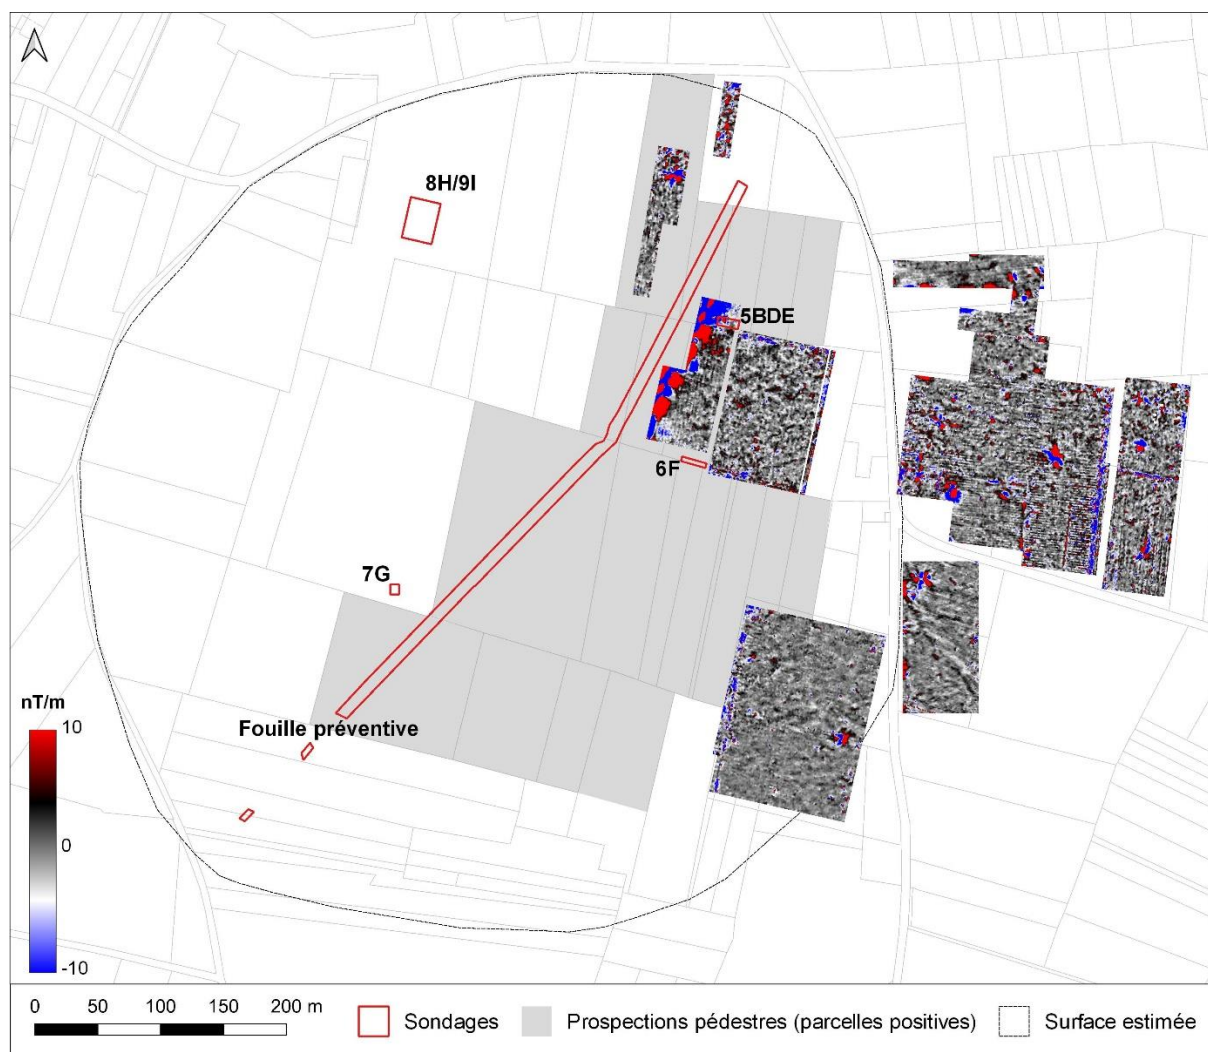 8H/9I
5BDE
6F
7G
Fouille préventive
nT/m
10
0
-10
0 50 100 150 200 m
Sondages
Prospections pédestres (parcelles positives)
Surface estimée